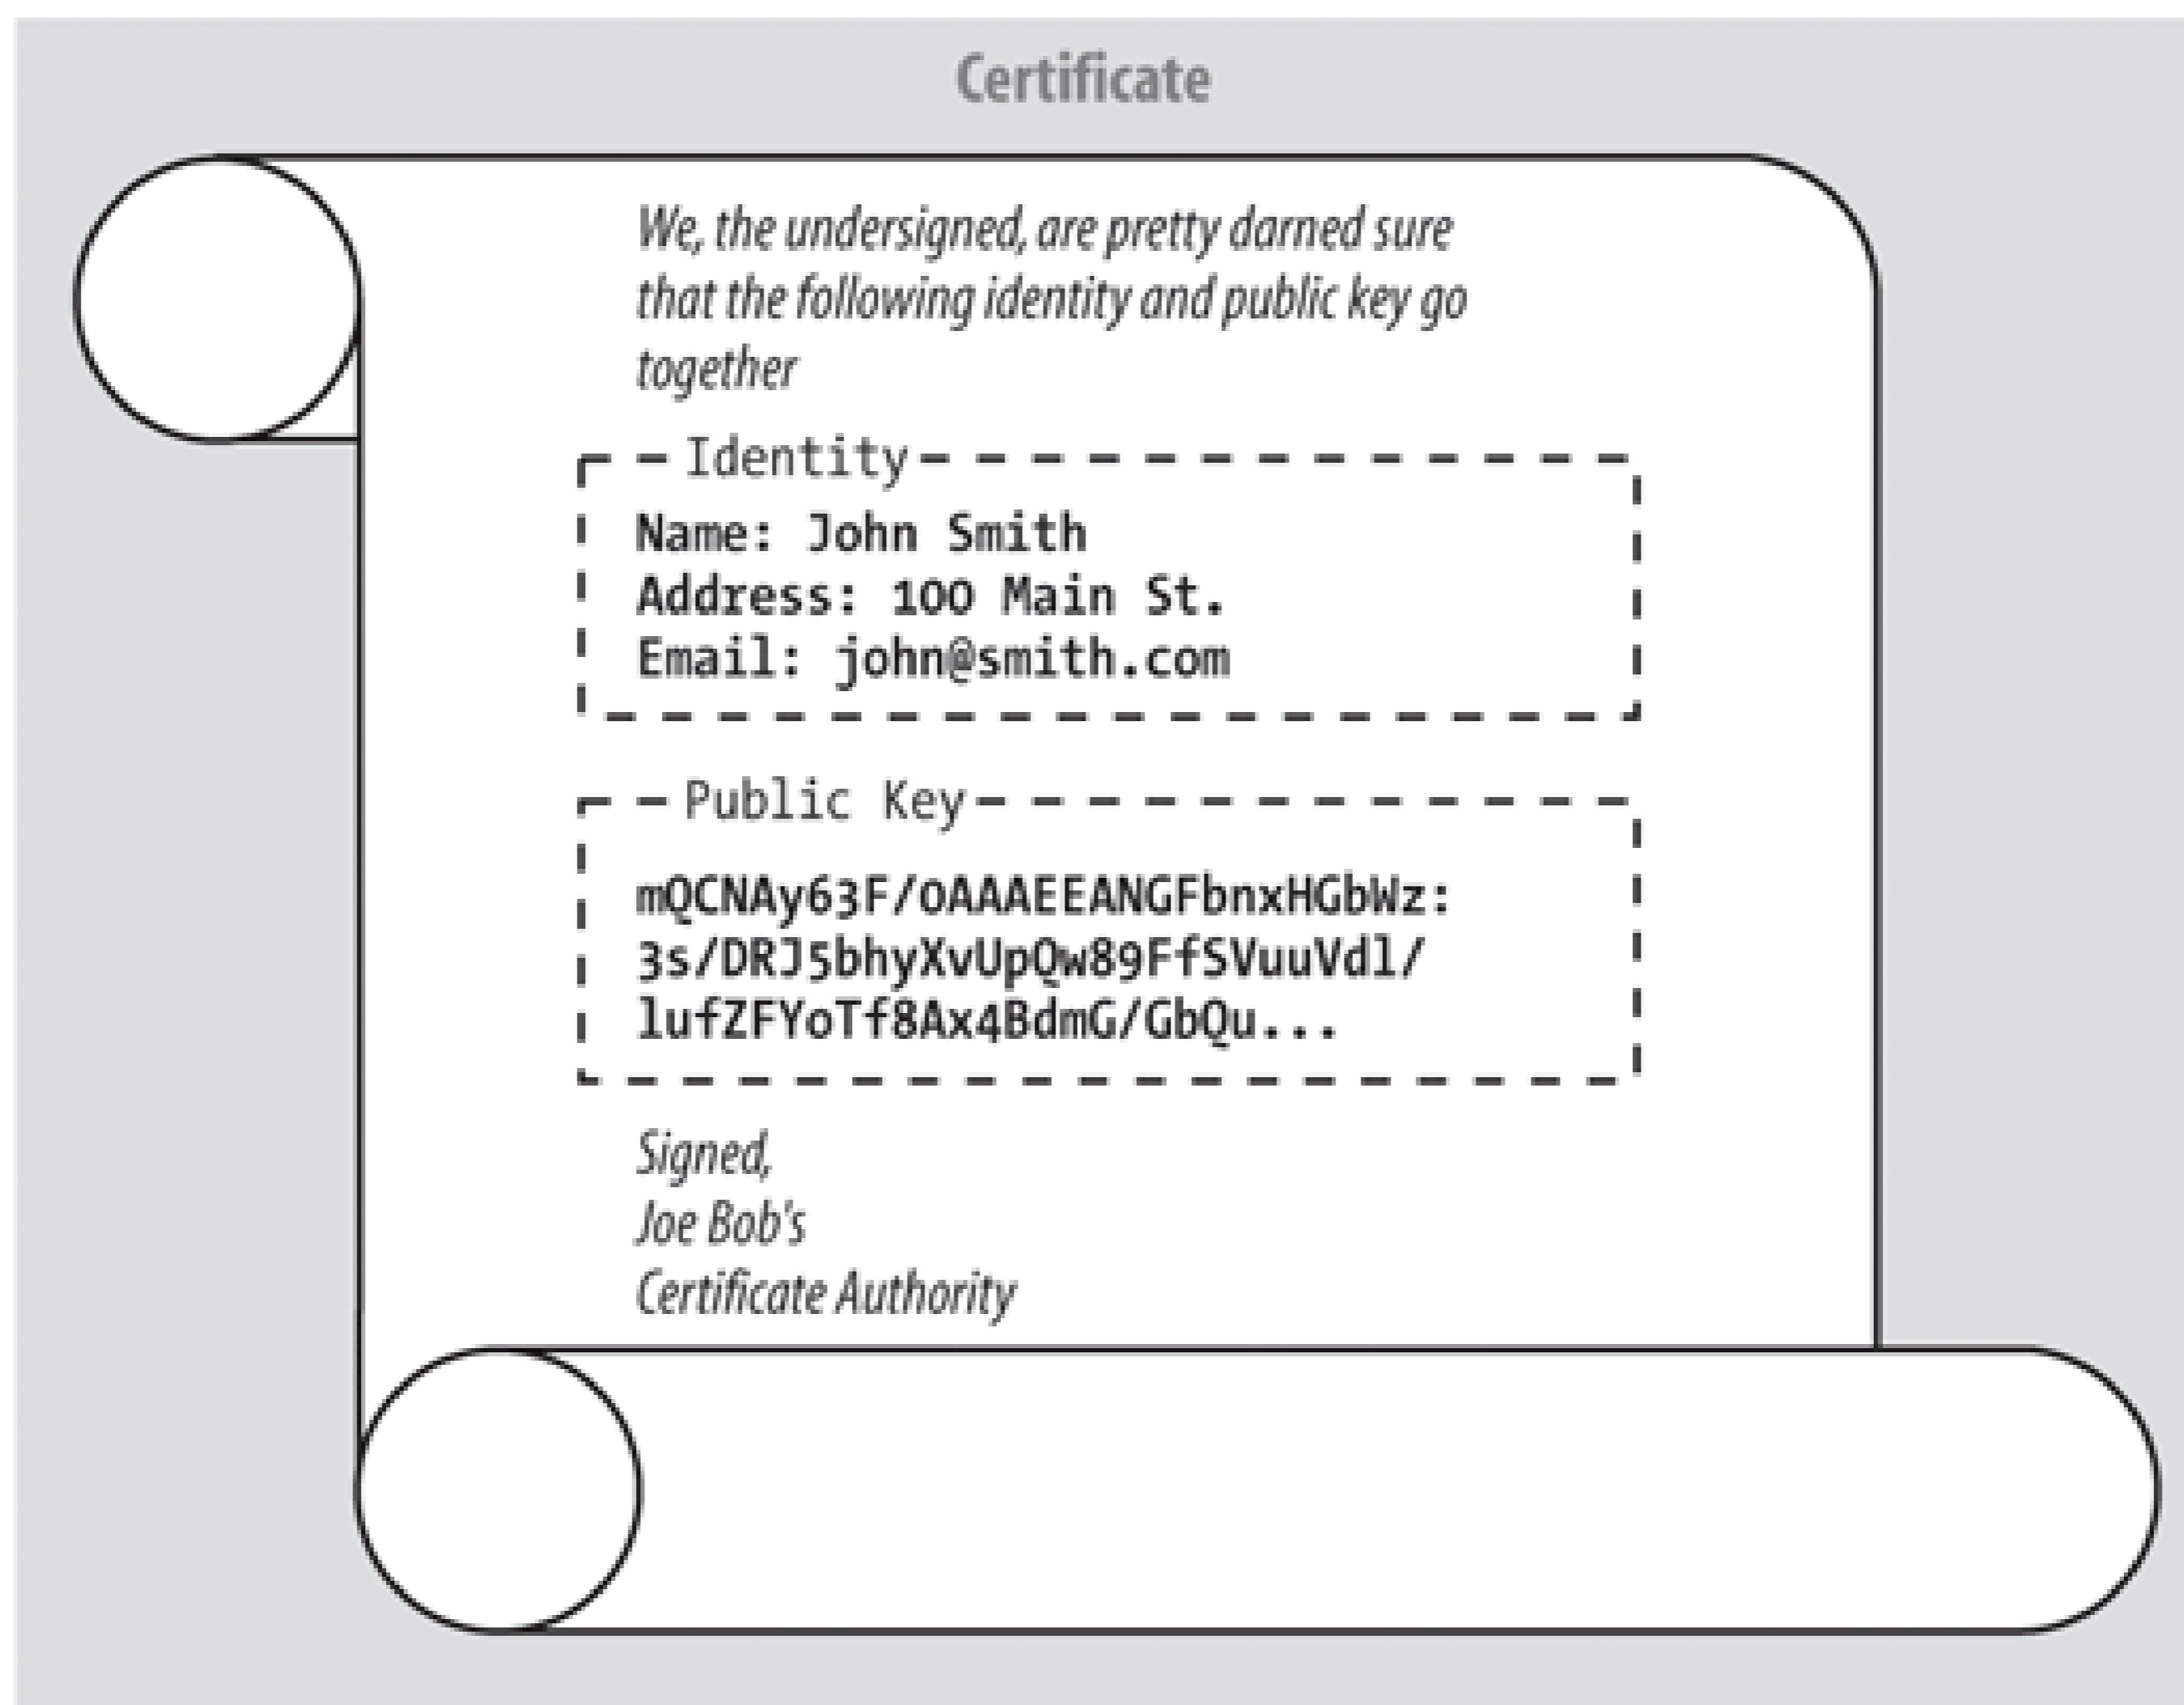 Certificate
We, the undersigned, are pretty darned sure
that the following identity and public key go
together
Identity
Name: John Smith
Address: 100 Main St.
Email: john@smith.com
Public Key
mQCNAy63F/0AAAEEANGFbnxHGbWz:
3s/DRJ5bhyXvUpQw89FfSVuuVdl/
lufZFYoTf8Ax4BdmG/GbQu...
Signed,
Joe Bob's
Certificate Authority